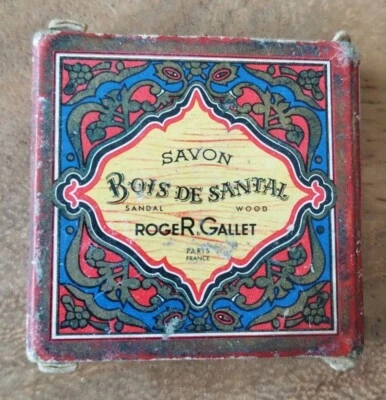 SAVON
BOIS DE SANTAL
SANDAL WOOD
ROGER.GALLET
PARIS
FRANCE